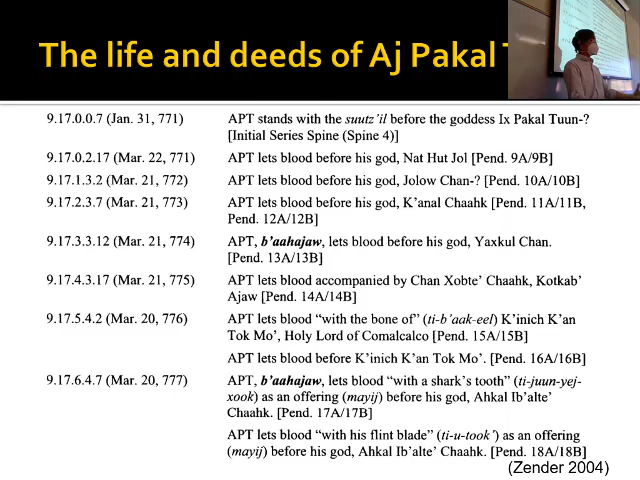 The life and deeds of Aj Pakal T
9.17.0.0.7 (Jan. 31, 771) APT stands with the suutz'il before the goddess Ix Pakal Tuun-?
[Initial Series Spine (Spine 4)]
9.17.0.2.17 (Mar. 22, 771) APT lets blood before his god, Nat Hut Jol [Pend. 9A/9B]
9.17.1.3.2 (Mar. 21, 772) APT lets blood before his god, Jolow Chan-? [Pend. 10A/10B]
9.17.2.3.7 (Mar. 21, 773) APT lets blood before his god, K'anal Chaahk [Pend. 11A/11B,
Pend. 12A/12B]
9.17.3.3.12 (Mar. 21, 774) APT, b'aahajaw, lets blood before his god, Yaxkul Chan.
[Pend. 13A/13B]
9.17.4.3.17 (Mar. 21, 775) APT lets blood accompanied by Chan Xobte' Chaahk, Kotkab'
Ajaw [Pend. 14A/14B]
9.17.5.4.2 (Mar. 20, 776) APT lets blood “with the bone of” (ti-b'aak-eel) K'inich K'an
Tok Mo', Holy Lord of Comalcalco [Pend. 15A/15B]
APT lets blood before K'inich K'an Tok Mo'. [Pend. 16A/16B]
9.17.6.4.7 (Mar. 20, 777) APT, b'aahajaw, lets blood “with a shark's tooth” (ti-juun-yej-
xook) as an offering (mayij) before his god, Ahkal Ib'alte'
Chaahk. [Pend. 17A/17B]
APT lets blood “with his flint blade” (ti-u-took') as an offering
(mayij) before his god, Ahkal Ib'alte' Chaahk. [Pend. 18A/18B]
(Zender 2004)